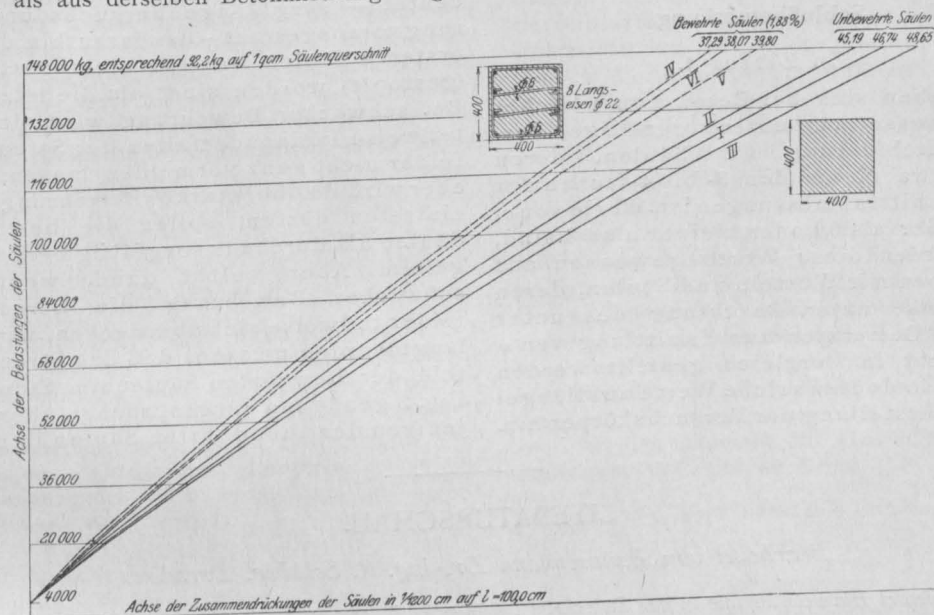 als aus derselben
Bewehrte Säulen (1,83%)
Unbewehrte Säulen
37,29 38,07 39,80
45,19 46,74 48,65
148 000 kg, entsprechend 92,2 kg auf 1 qcm Säulenquerschnitt
IV VI V
132 000
400
∅ 6
∅ 6
8 Längs-
eisen ∅ 22
400
II
I
III
400
400
116 000
100 000
84 000
68 000
52 000
36 000
20 000
4000
Achse der Belastungen der Säulen
Achse der Zusammendrückungen der Säulen in 1/1200 cm auf l = 100,0 cm